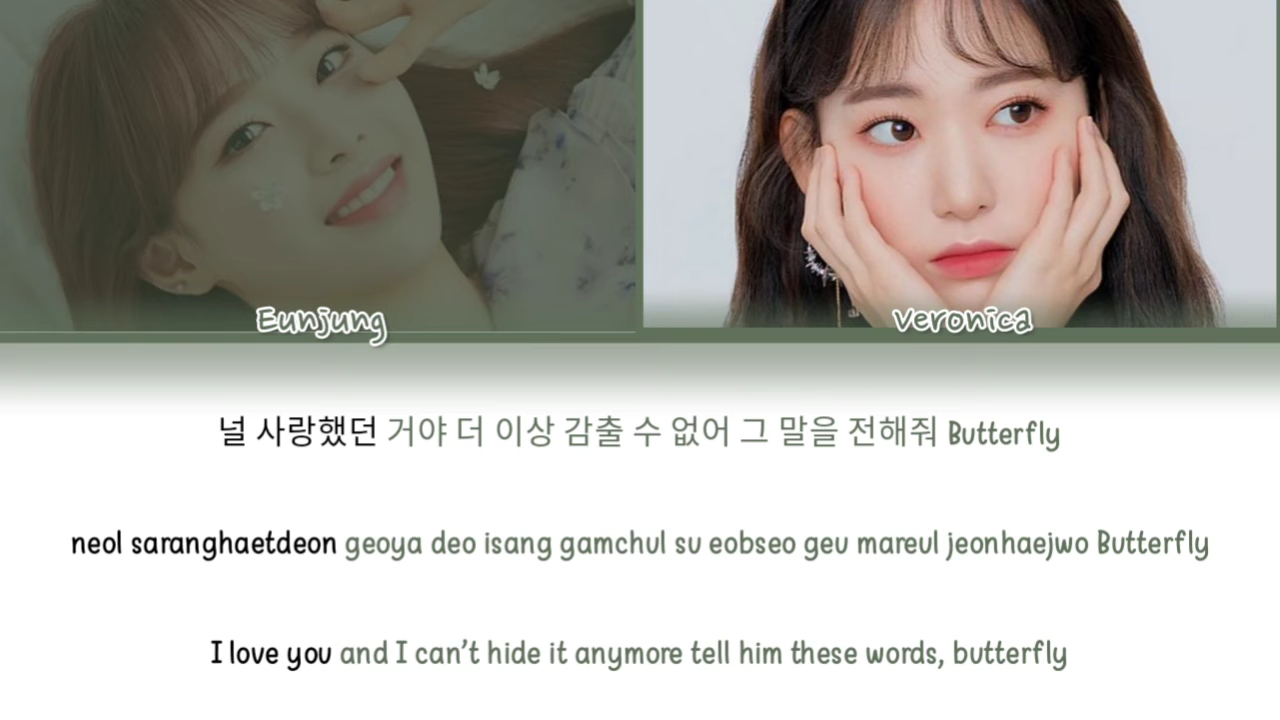 Eunjung
veronica
널 사랑했던 거야 더 이상 감출 수 없어 그 말을 전해줘 Butterfly
neol saranghaetdeon geoya deo isang gamchul su eobseo geu mareul jeonhaejwo Butterfly
I love you and I can't hide it anymore tell him these words, butterfly